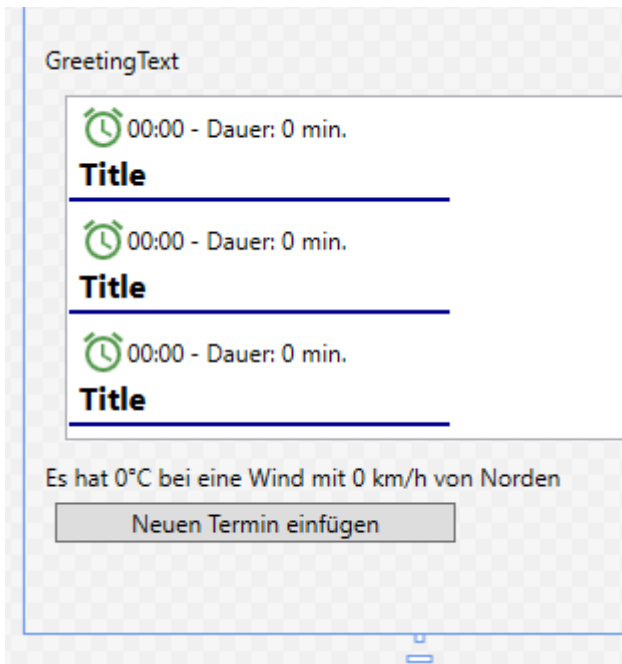 GreetingText
00:00 - Dauer: 0 min.
Title
00:00 - Dauer: 0 min.
Title
00:00 - Dauer: 0 min.
Title
Es hat 0°C bei eine Wind mit 0 km/h von Norden
Neuen Termin einfügen